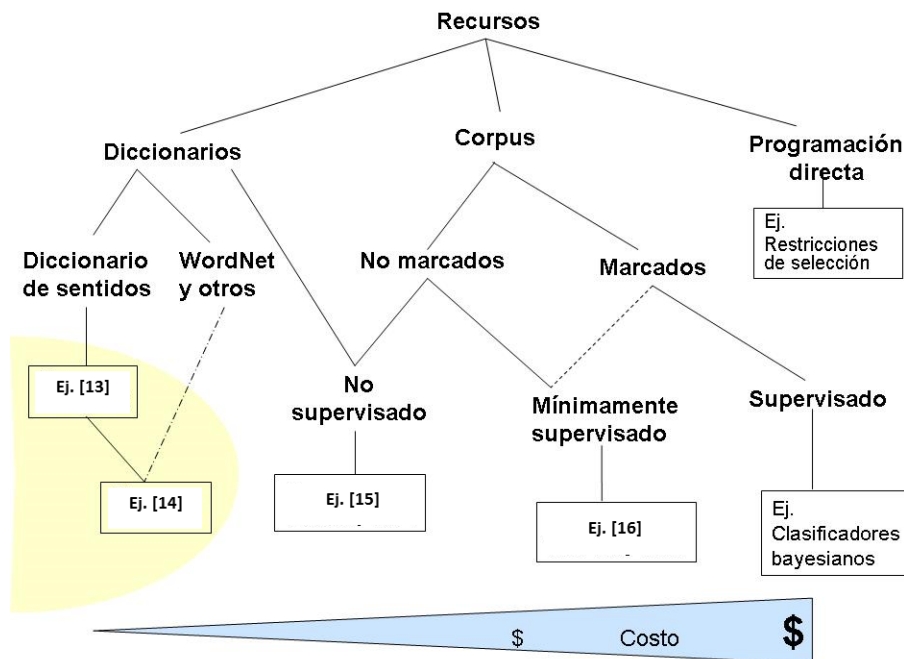 Recursos
Diccionarios
Corpus
Programación
directa
Ej.
Restricciones
de selección
Diccionario
de sentidos
WordNet
y otros
No marcados
Marcados
Ej. [13]
No
supervisado
Mínimamente
supervisado
Supervisado
Ej. [14]
Ej. [15]
Ej. [16]
Ej.
Clasificadores
bayesianos
$ Costo $